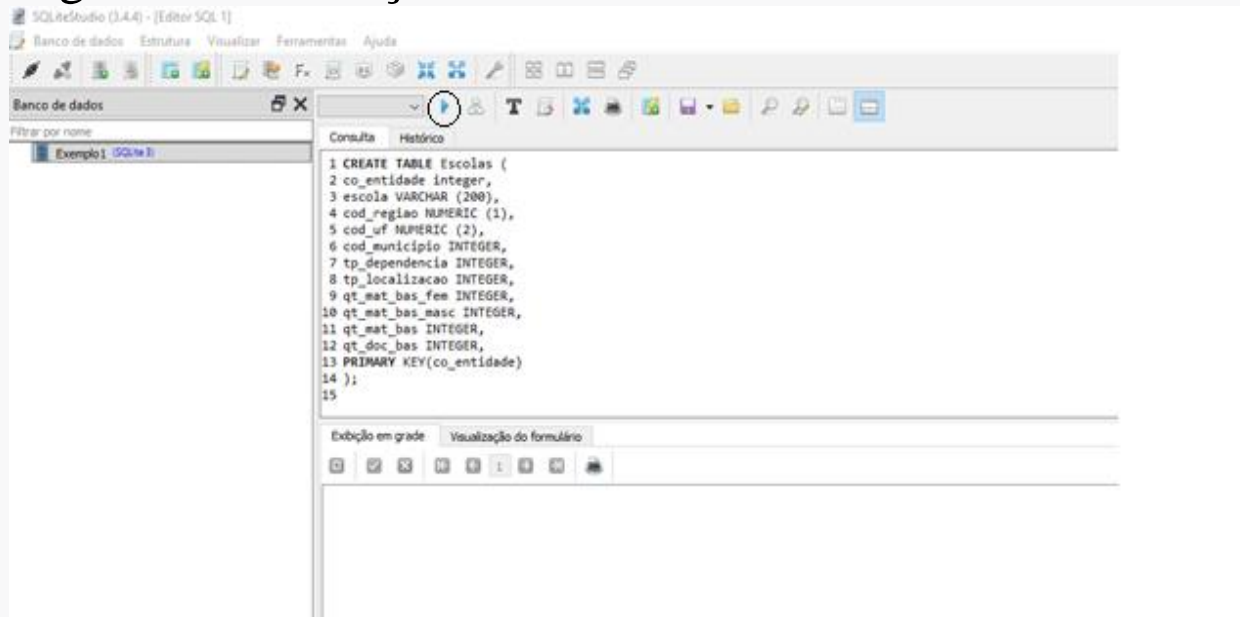 SQLiteStudio (3.4.4) - [Editor SQL 1]
Banco de dados Estrutura Visualizar Ferramentas Ajuda
Banco de dados
Filtrar por nome
Exemplo1 (SQLite 3)
Consulta Histórico
1 CREATE TABLE Escolas (
2 co_entidade integer,
3 escola VARCHAR (200),
4 cod_regiao NUMERIC (1),
5 cod_uf NUMERIC (2),
6 cod_municipio INTEGER,
7 tp_dependencia INTEGER,
8 tp_localizacao INTEGER,
9 qt_mat_bas_fem INTEGER,
10 qt_mat_bas_masc INTEGER,
11 qt_mat_bas INTEGER,
12 qt_doc_bas INTEGER,
13 PRIMARY KEY(co_entidade)
14 );
15
Exibição em grade Visualização do formulário
1